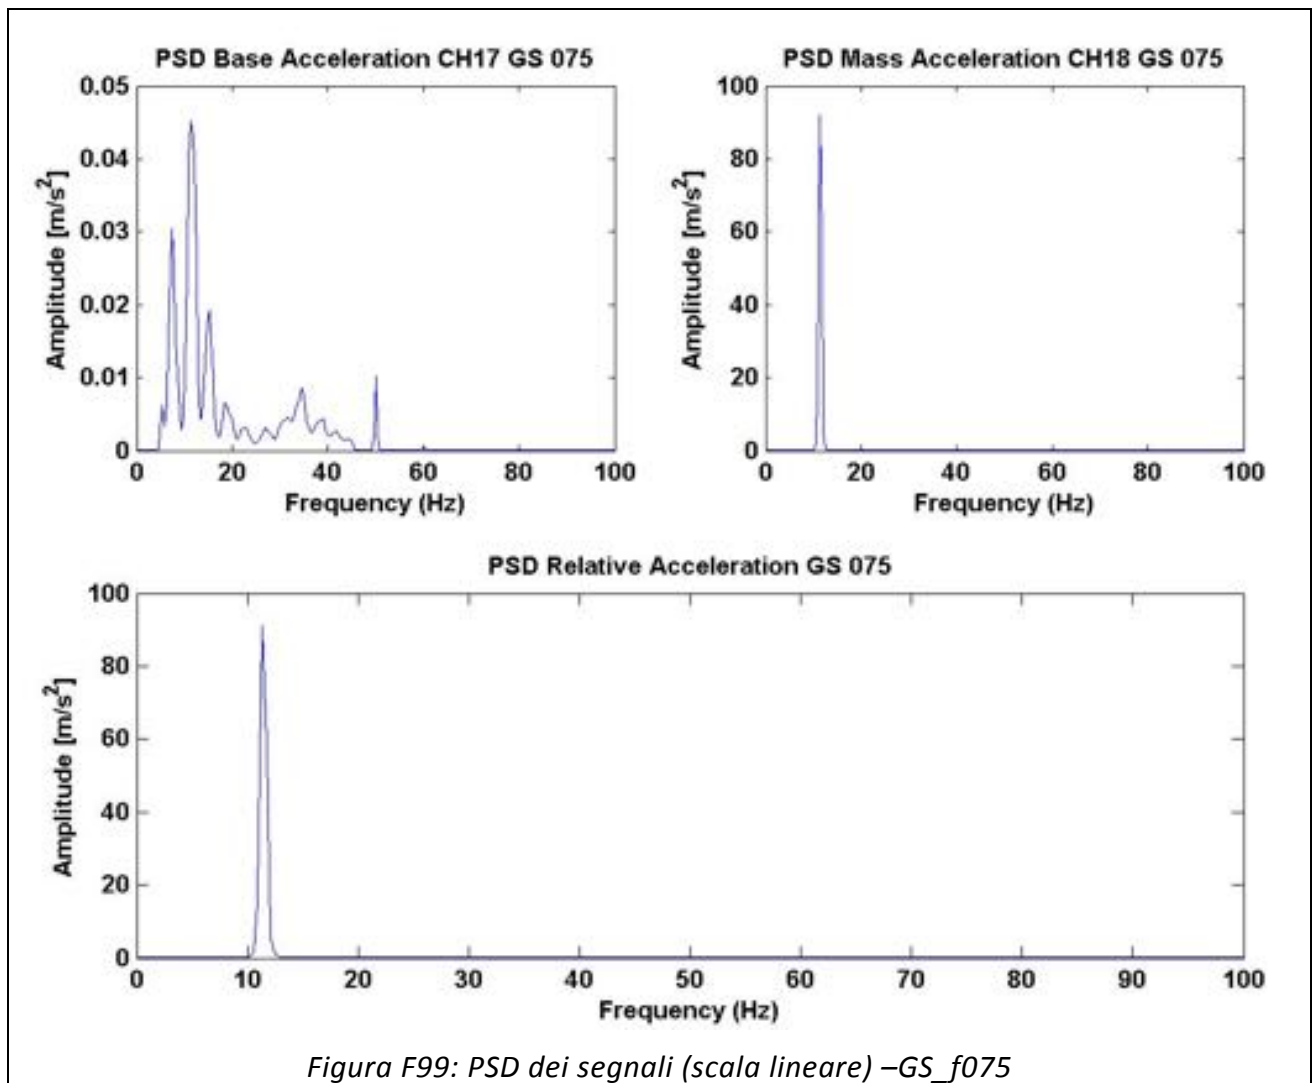 PSD Base Acceleration CH17 GS 075
0.05
0.04
0.03
0.02
0.01
0
Amplitude [m/s²]
0 20 40 60 80 100
Frequency (Hz)
PSD Mass Acceleration CH18 GS 075
100
80
60
40
20
0
Amplitude [m/s²]
0 20 40 60 80 100
Frequency (Hz)
PSD Relative Acceleration GS 075
100
80
60
40
20
0
Amplitude [m/s²]
0 10 20 30 40 50 60 70 80 90 100
Frequency (Hz)
Figura F99: PSD dei segnali (scala lineare) –GS_f075